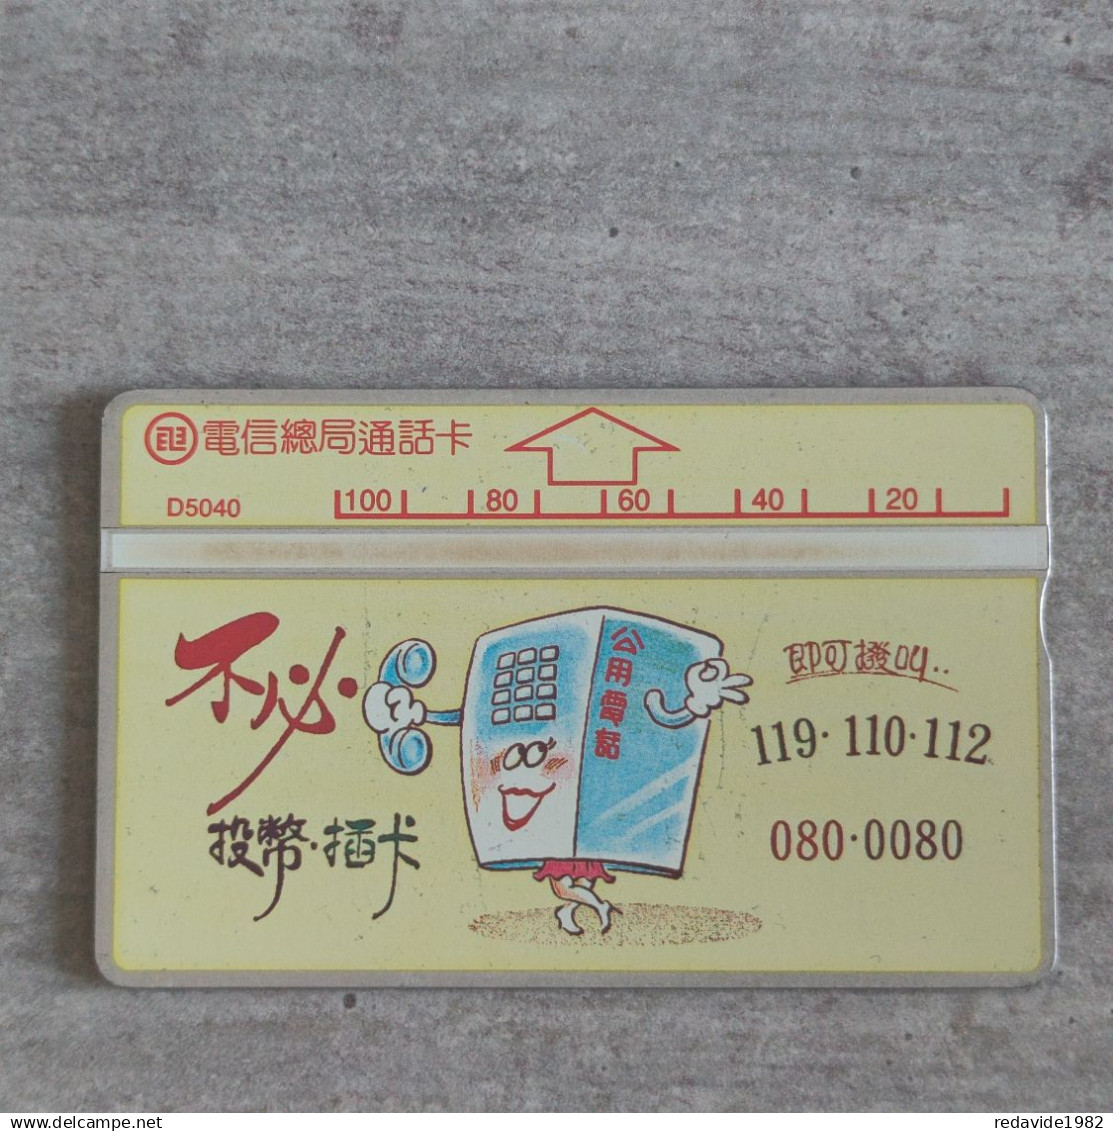 電信總局通話卡
D5040
100 80 60 40 20
不必
投幣·插卡
公用電話
即可撥叫..
119·110·112
080·0080
delcampe.net
redavide1982